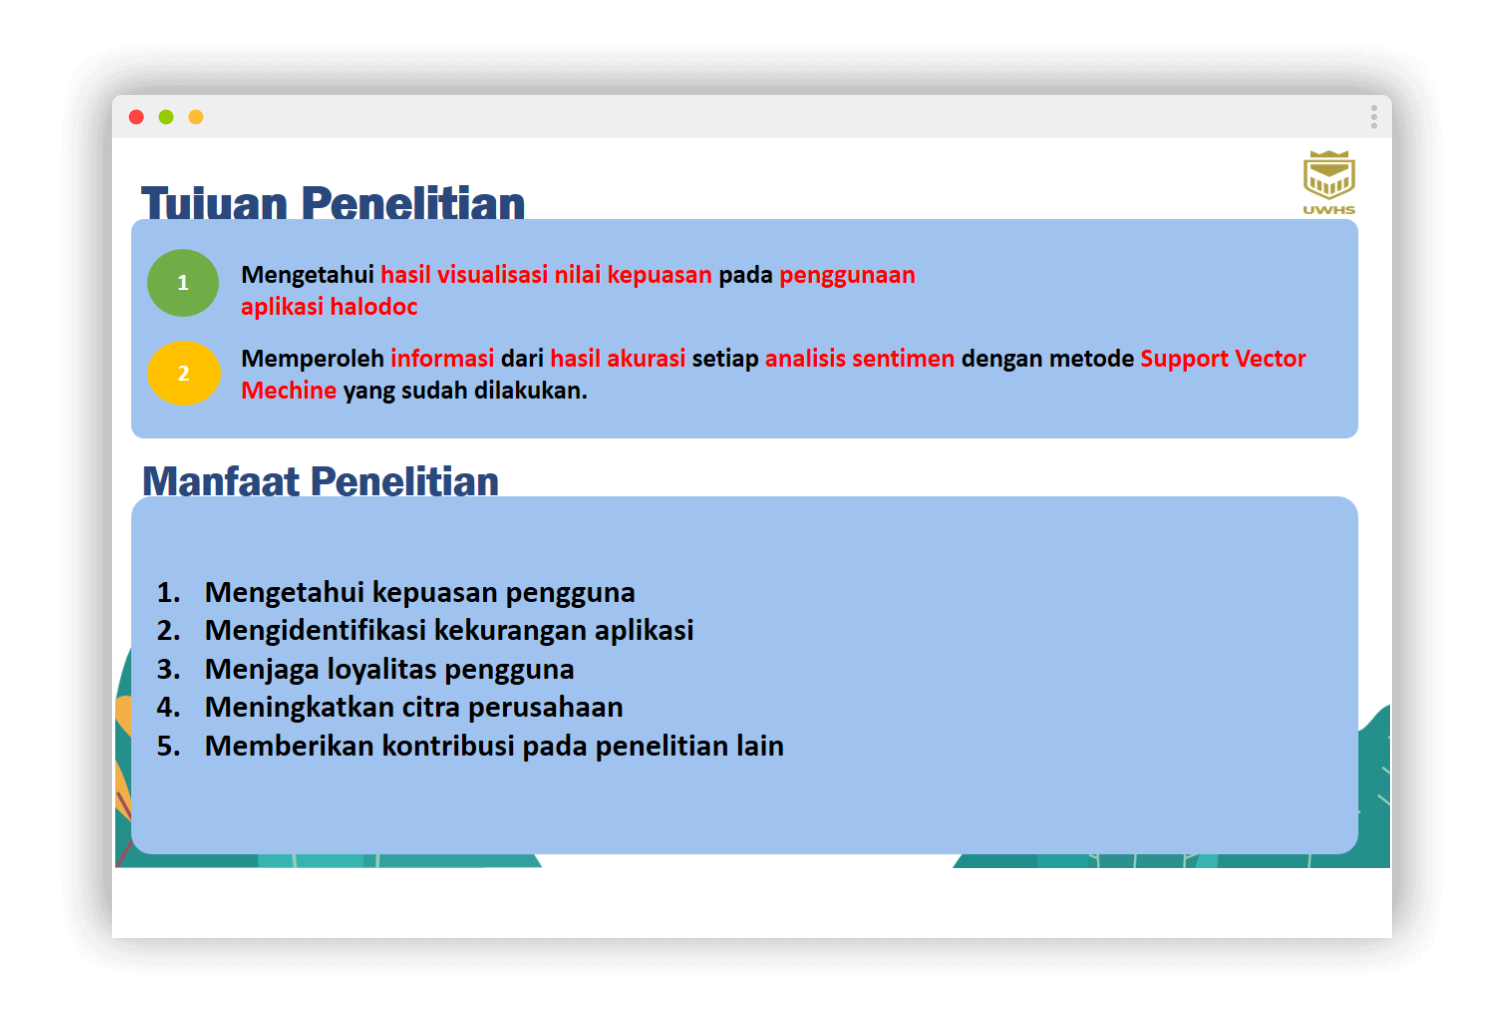 UWHS
Tujuan Penelitian
1
Mengetahui hasil visualisasi nilai kepuasan pada penggunaan
aplikasi halodoc
2
Memperoleh informasi dari hasil akurasi setiap analisis sentimen dengan metode Support Vector
Mechine yang sudah dilakukan.
Manfaat Penelitian
1. Mengetahui kepuasan pengguna
2. Mengidentifikasi kekurangan aplikasi
3. Menjaga loyalitas pengguna
4. Meningkatkan citra perusahaan
5. Memberikan kontribusi pada penelitian lain